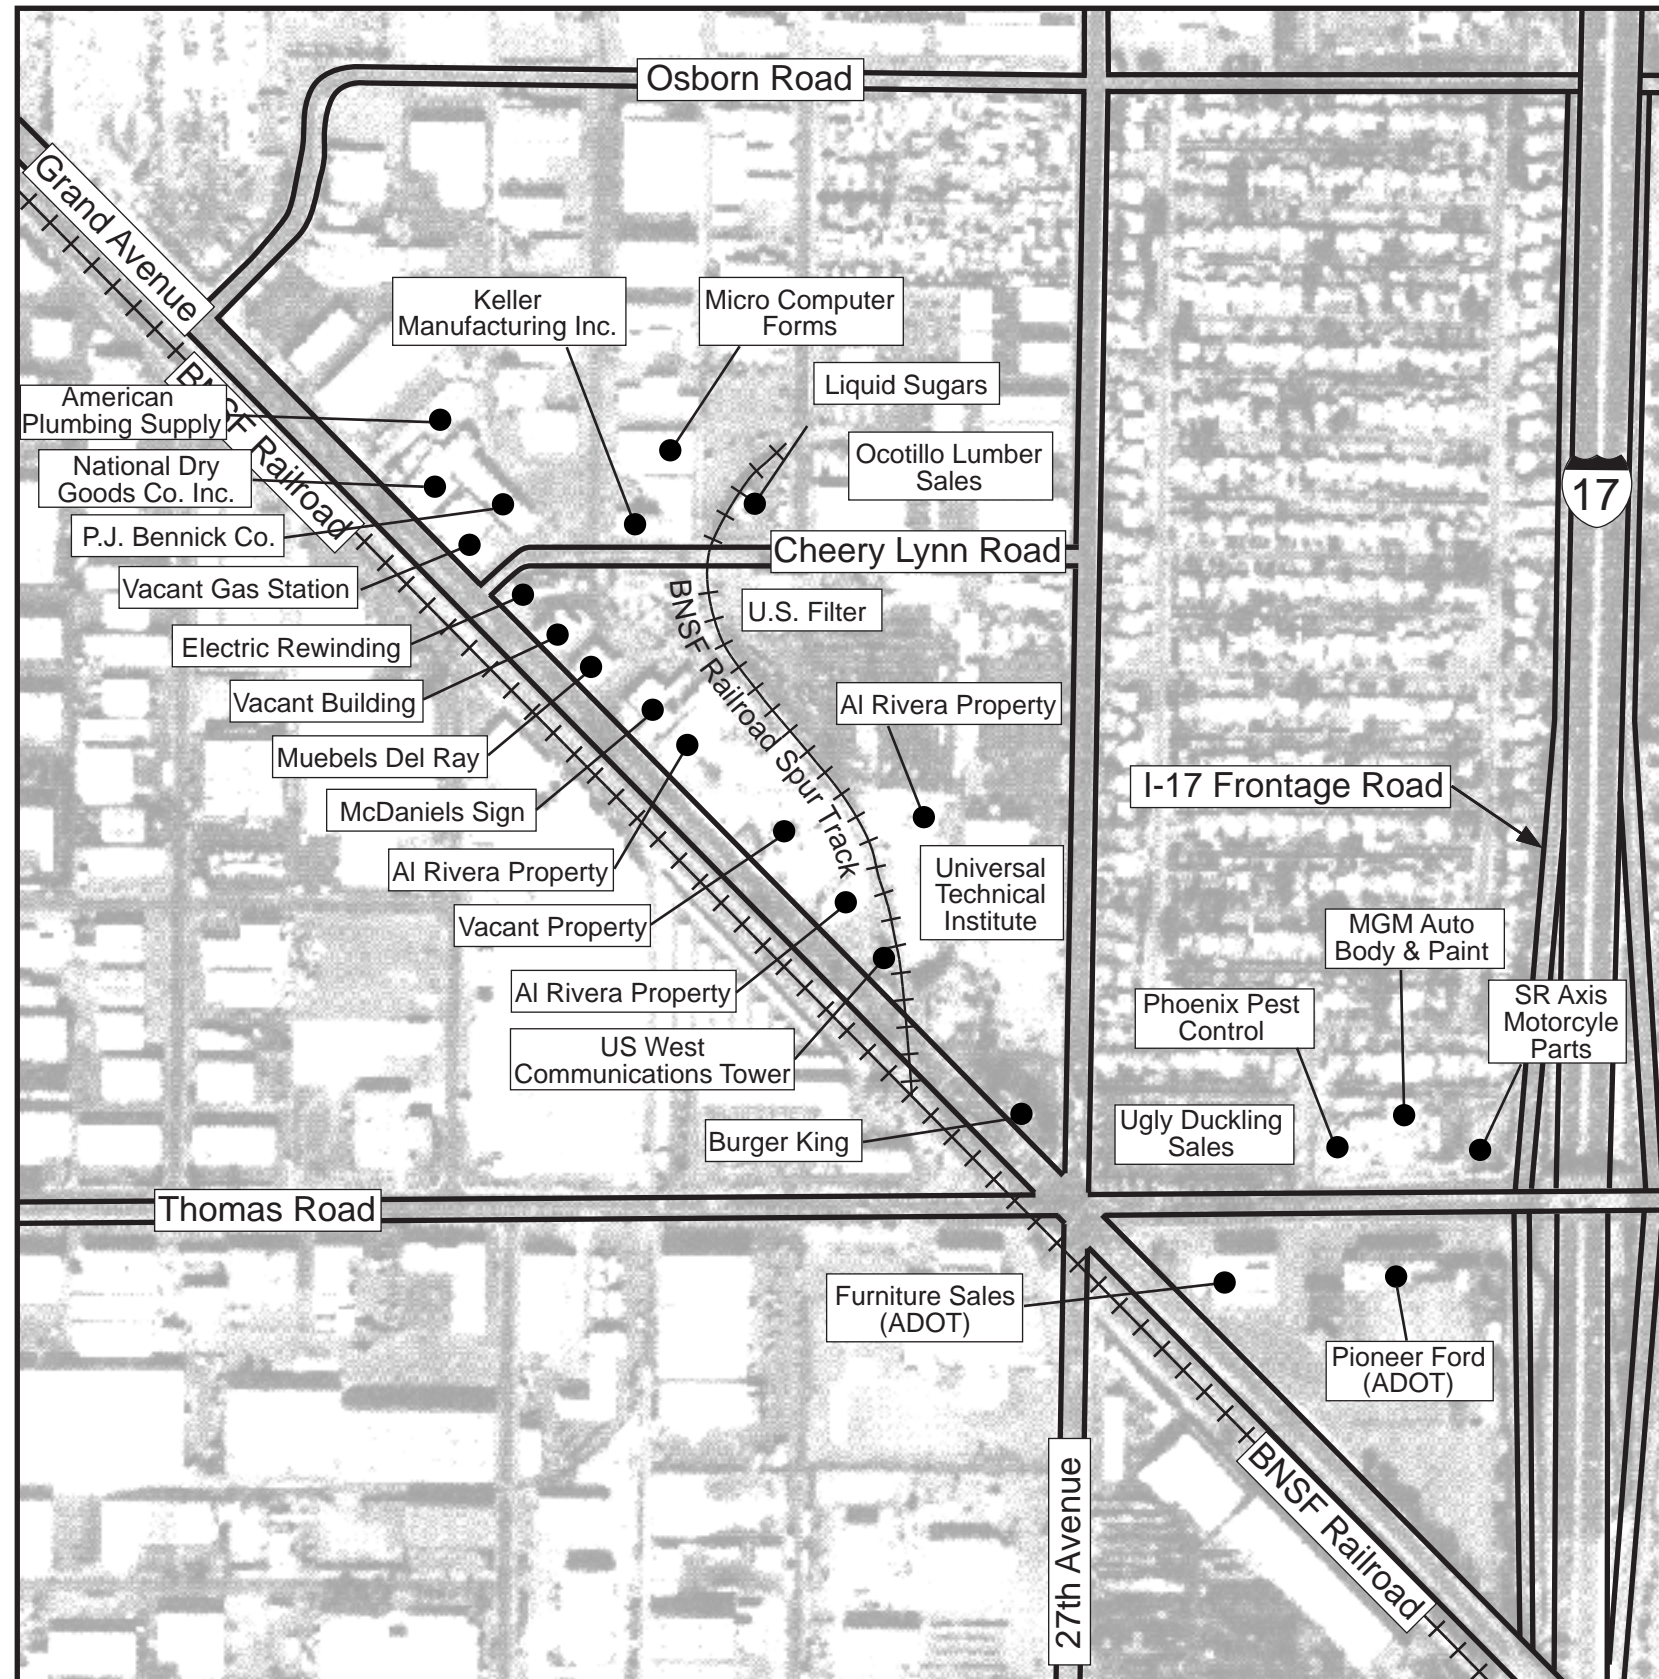 Osborn Road
Grand Avenue
Keller
Manufacturing Inc.
Micro Computer
Forms
Liquid Sugars
BNSF Railroad
American
Plumbing Supply
Ocotillo Lumber
Sales
National Dry
Goods Co. Inc.
17
P.J. Bennick Co.
Cheery Lynn Road
Vacant Gas Station
U.S. Filter
BNSF Railroad Spur Track
Electric Rewinding
Vacant Building
Al Rivera Property
Muebels Del Ray
I-17 Frontage Road
McDaniels Sign
Al Rivera Property
Universal
Technical
Institute
Vacant Property
MGM Auto
Body & Paint
Al Rivera Property
Phoenix Pest
Control
SR Axis
Motorcyle
Parts
US West
Communications Tower
Burger King
Ugly Duckling
Sales
Thomas Road
Furniture Sales
(ADOT)
Pioneer Ford
(ADOT)
27th Avenue
BNSF Railroad